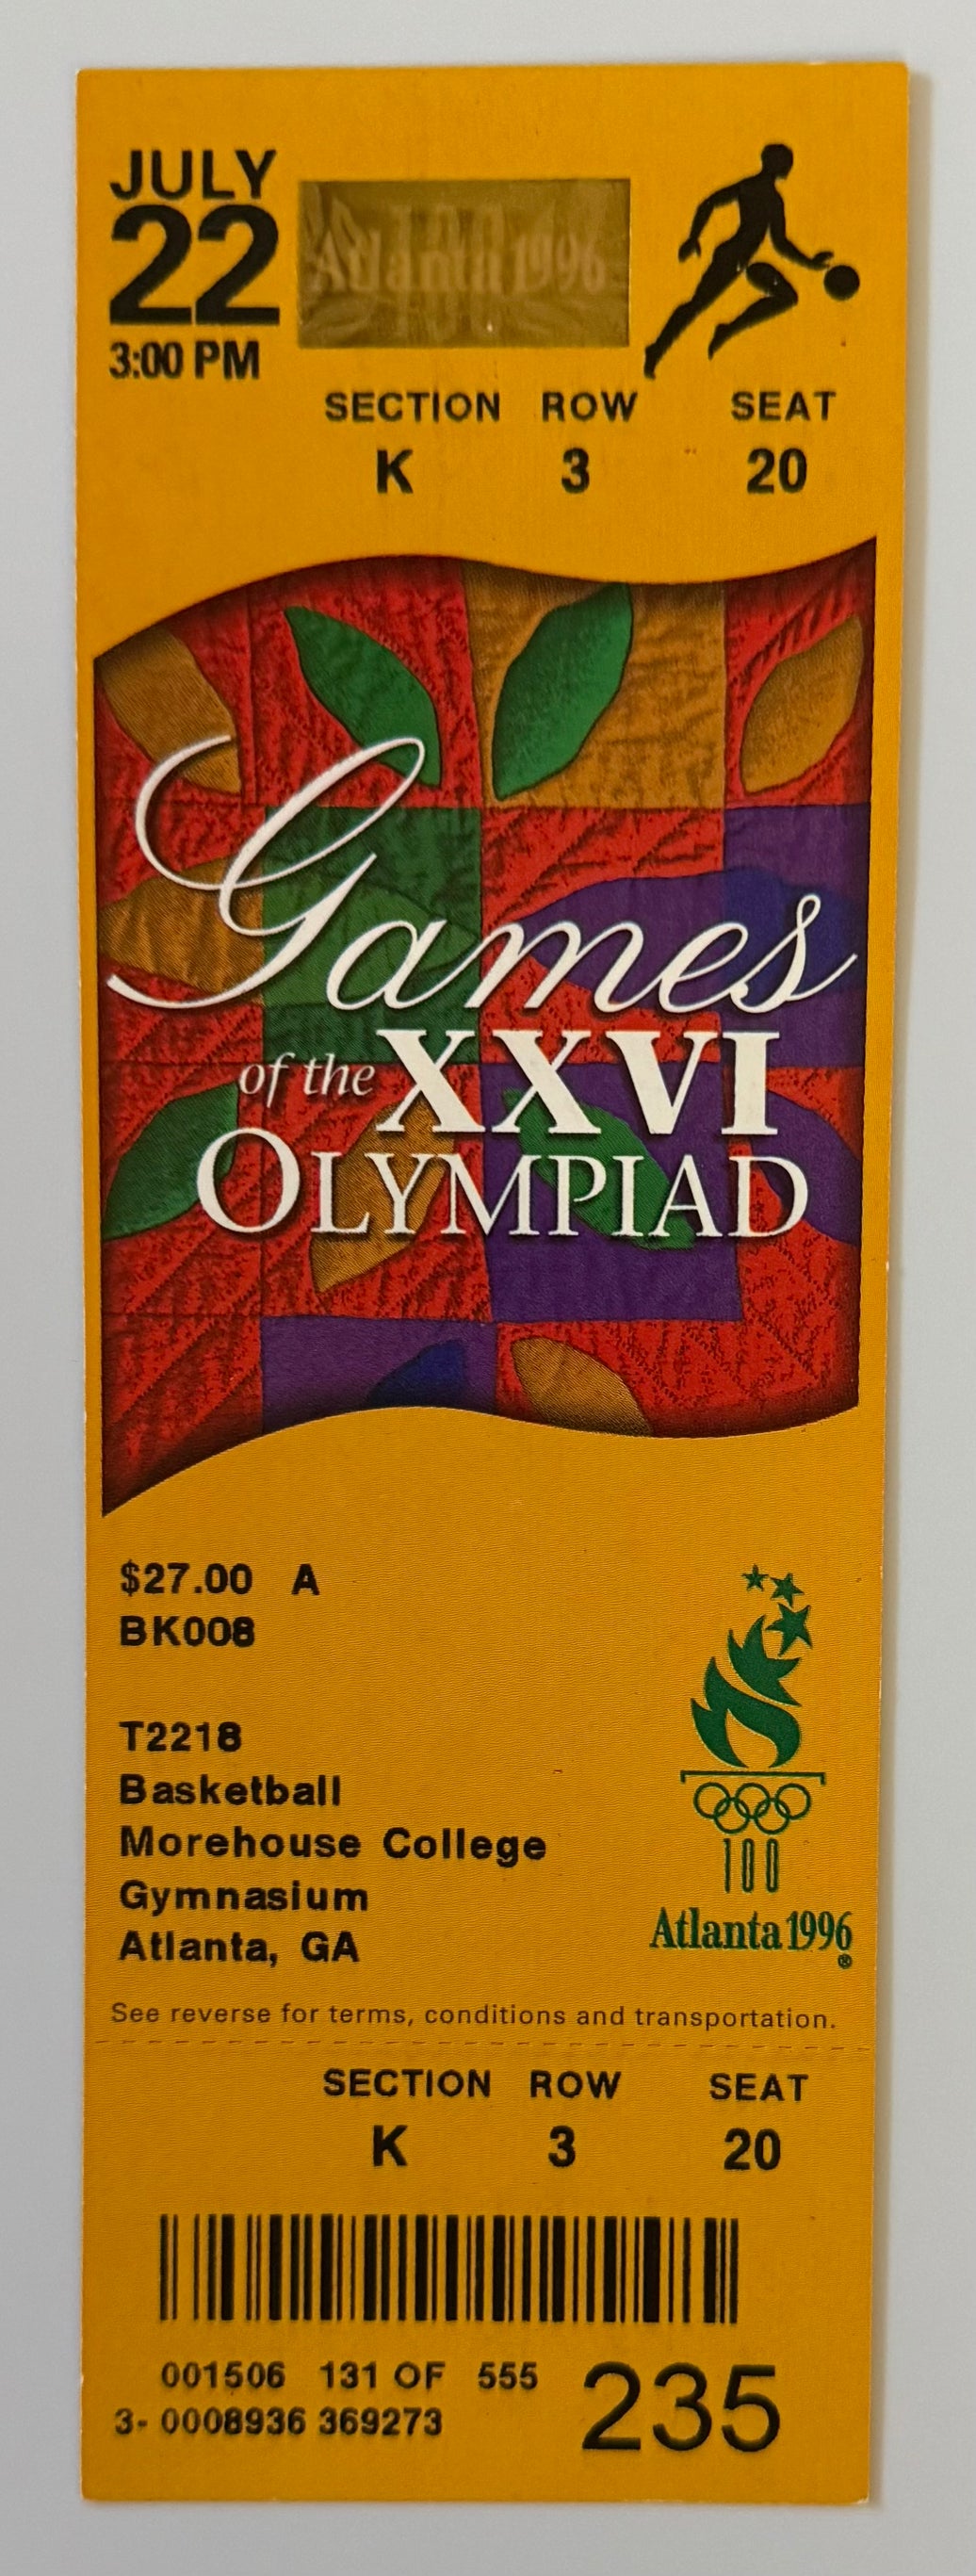 JULY
22
3:00 PM
100
Atlanta 1996
SECTION ROW SEAT
K 3 20
Games
of the XXVI
OLYMPIAD
$27.00 A
BK008
T2218
Basketball
Morehouse College
Gymnasium
Atlanta, GA
100
Atlanta 1996
®
See reverse for terms, conditions and transportation.
SECTION ROW SEAT
K 3 20
001506 131 OF 555
3- 0008936 369273
235